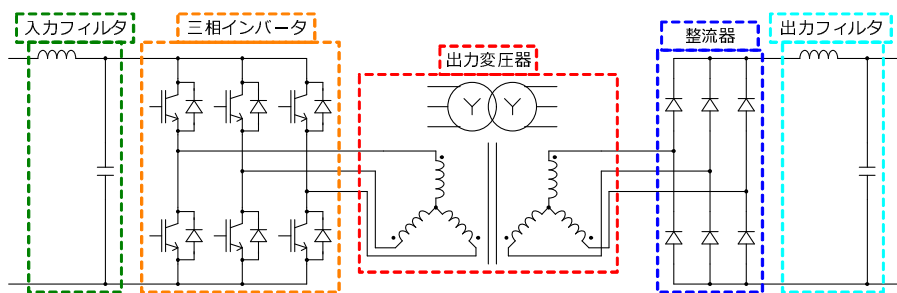 入力フィルタ
三相インバータ
出力変圧器
整流器
出力フィルタ